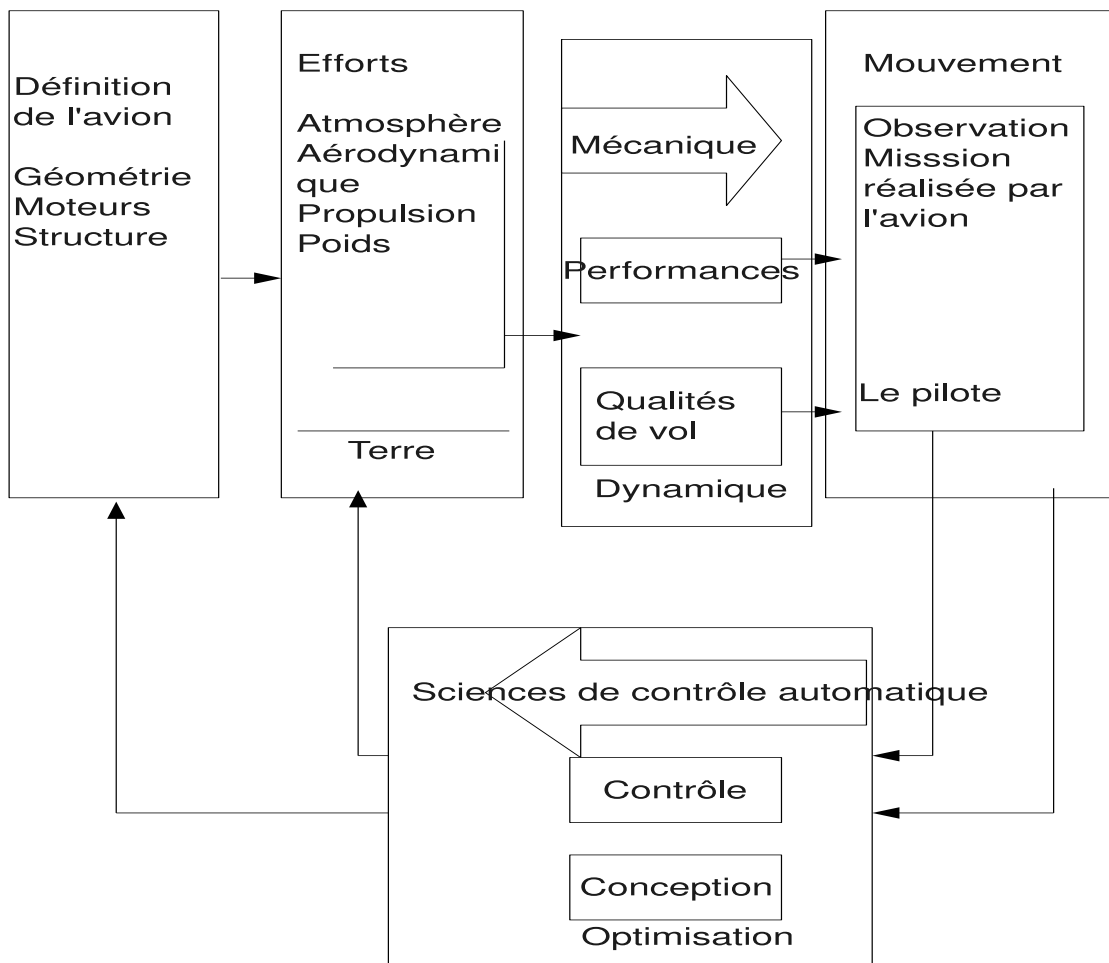 Définition
de l'avion
Géométrie
Moteurs
Structure
Efforts
Atmosphère
Aérodynami
que
Propulsion
Poids
Terre
Mécanique
Performances
Qualités
de vol
Dynamique
Mouvement
Observation
Misssion
réalisée par
l'avion
Le pilote
Sciences de contrôle automatique
Contrôle
Conception
Optimisation